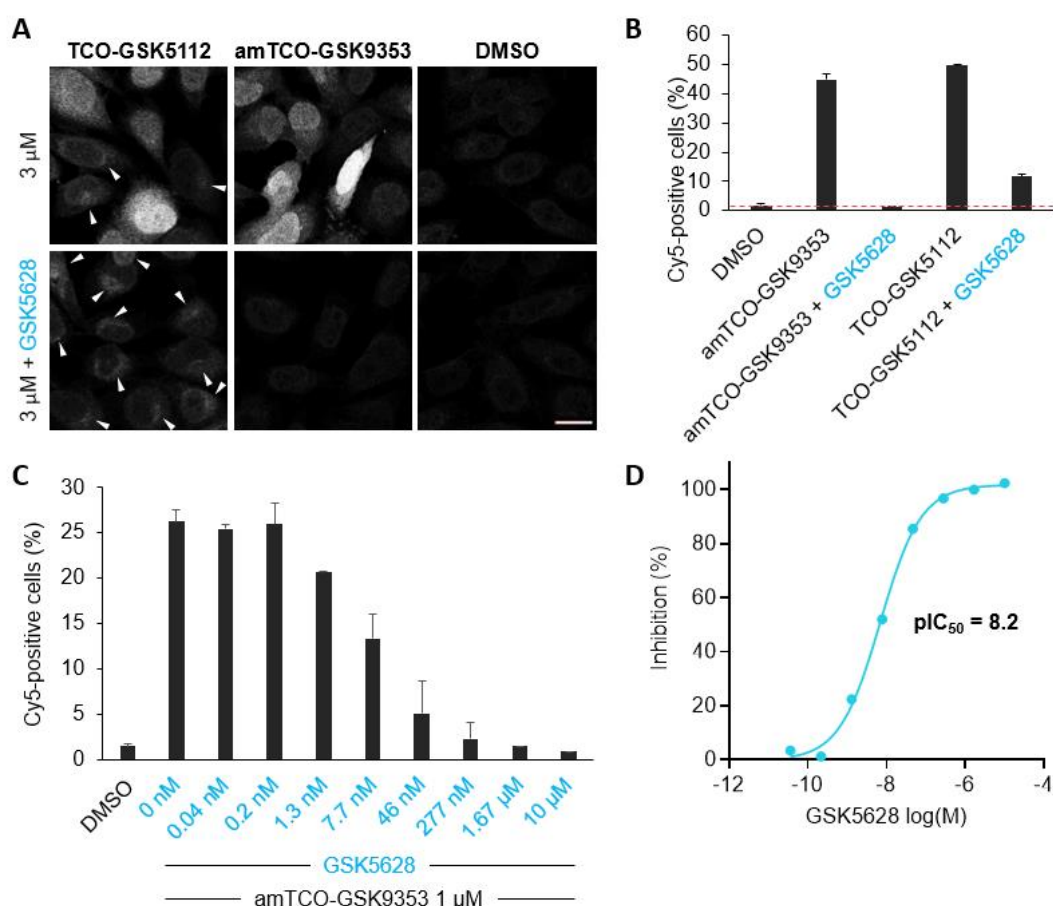 A
TCO-GSK5112 amTCO-GSK9353 DMSO
3 µM
3 µM + GSK5628
B
Cy5-positive cells (%)
60
50
40
30
20
10
0
DMSO
amTCO-GSK9353
amTCO-GSK9353 + GSK5628
TCO-GSK5112
TCO-GSK5112 + GSK5628
C
Cy5-positive cells (%)
30
25
20
15
10
5
0
DMSO
0 nM
0.04 nM
0.2 nM
1.3 nM
7.7 nM
46 nM
277 nM
1.67 µM
10 µM
GSK5628
amTCO-GSK9353 1 µM
D
Inhibition (%)
100
80
60
40
20
0
pIC50 = 8.2
-12 -10 -8 -6 -4
GSK5628 log(M)